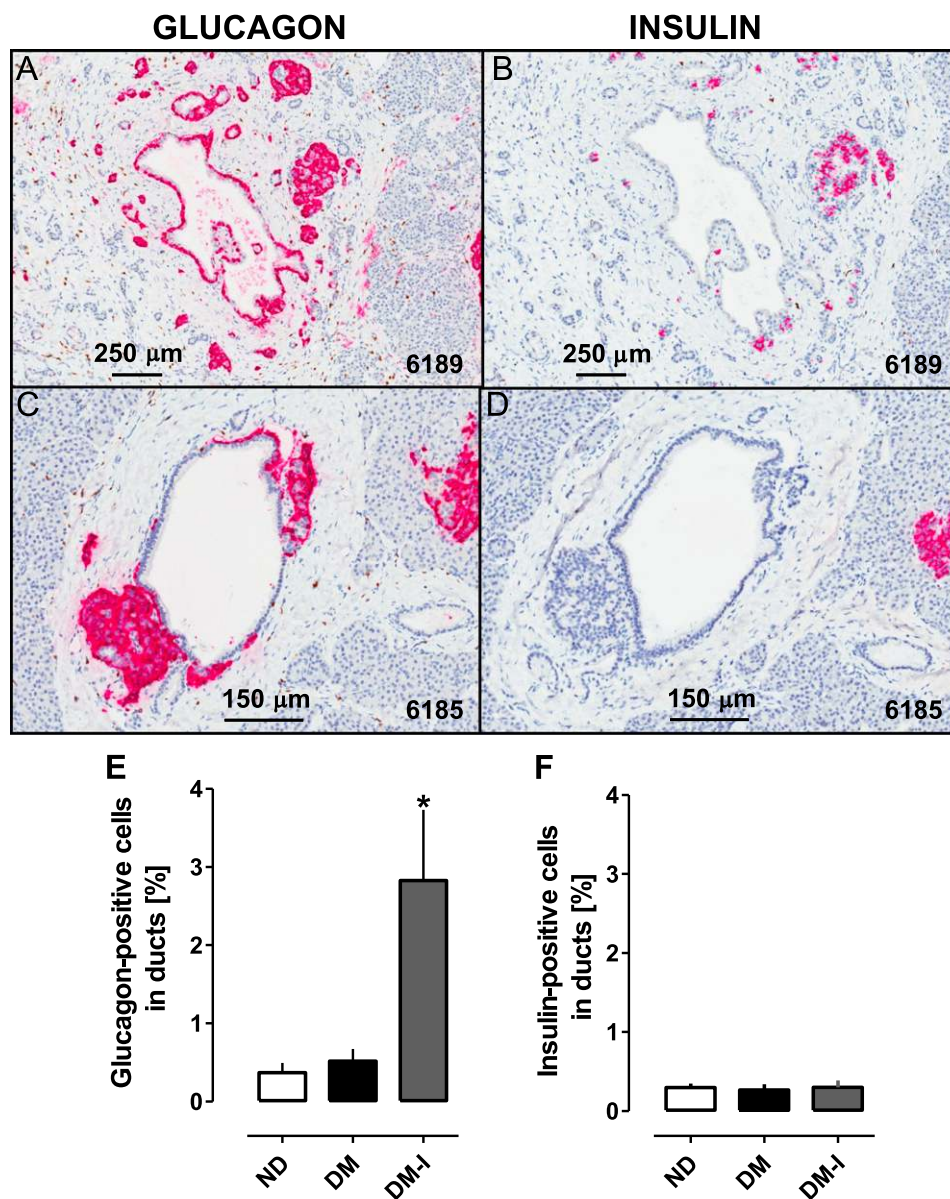 GLUCAGON
INSULIN
A
B
250 μm
6189
250 μm
6189
C
D
150 μm
6185
150 μm
6185
E
Glucagon-positive cells
in ducts [%]
4
3
2
1
0
*
ND
DM
DM-I
F
Insulin-positive cells
in ducts [%]
4
3
2
1
0
ND
DM
DM-I